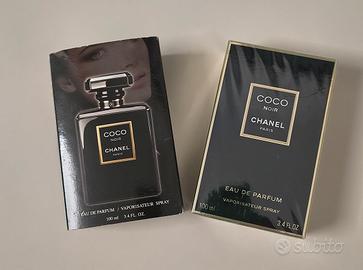 COCO
NOIR
CHANEL
PARIS
EAU DE PARFUM / VAPORISATEUR SPRAY
100 ml 3.4 FL. OZ.
COCO
NOIR
CHANEL
PARIS
EAU DE PARFUM
VAPORISATEUR SPRAY
100 ml
3.4 FL.OZ.
subito